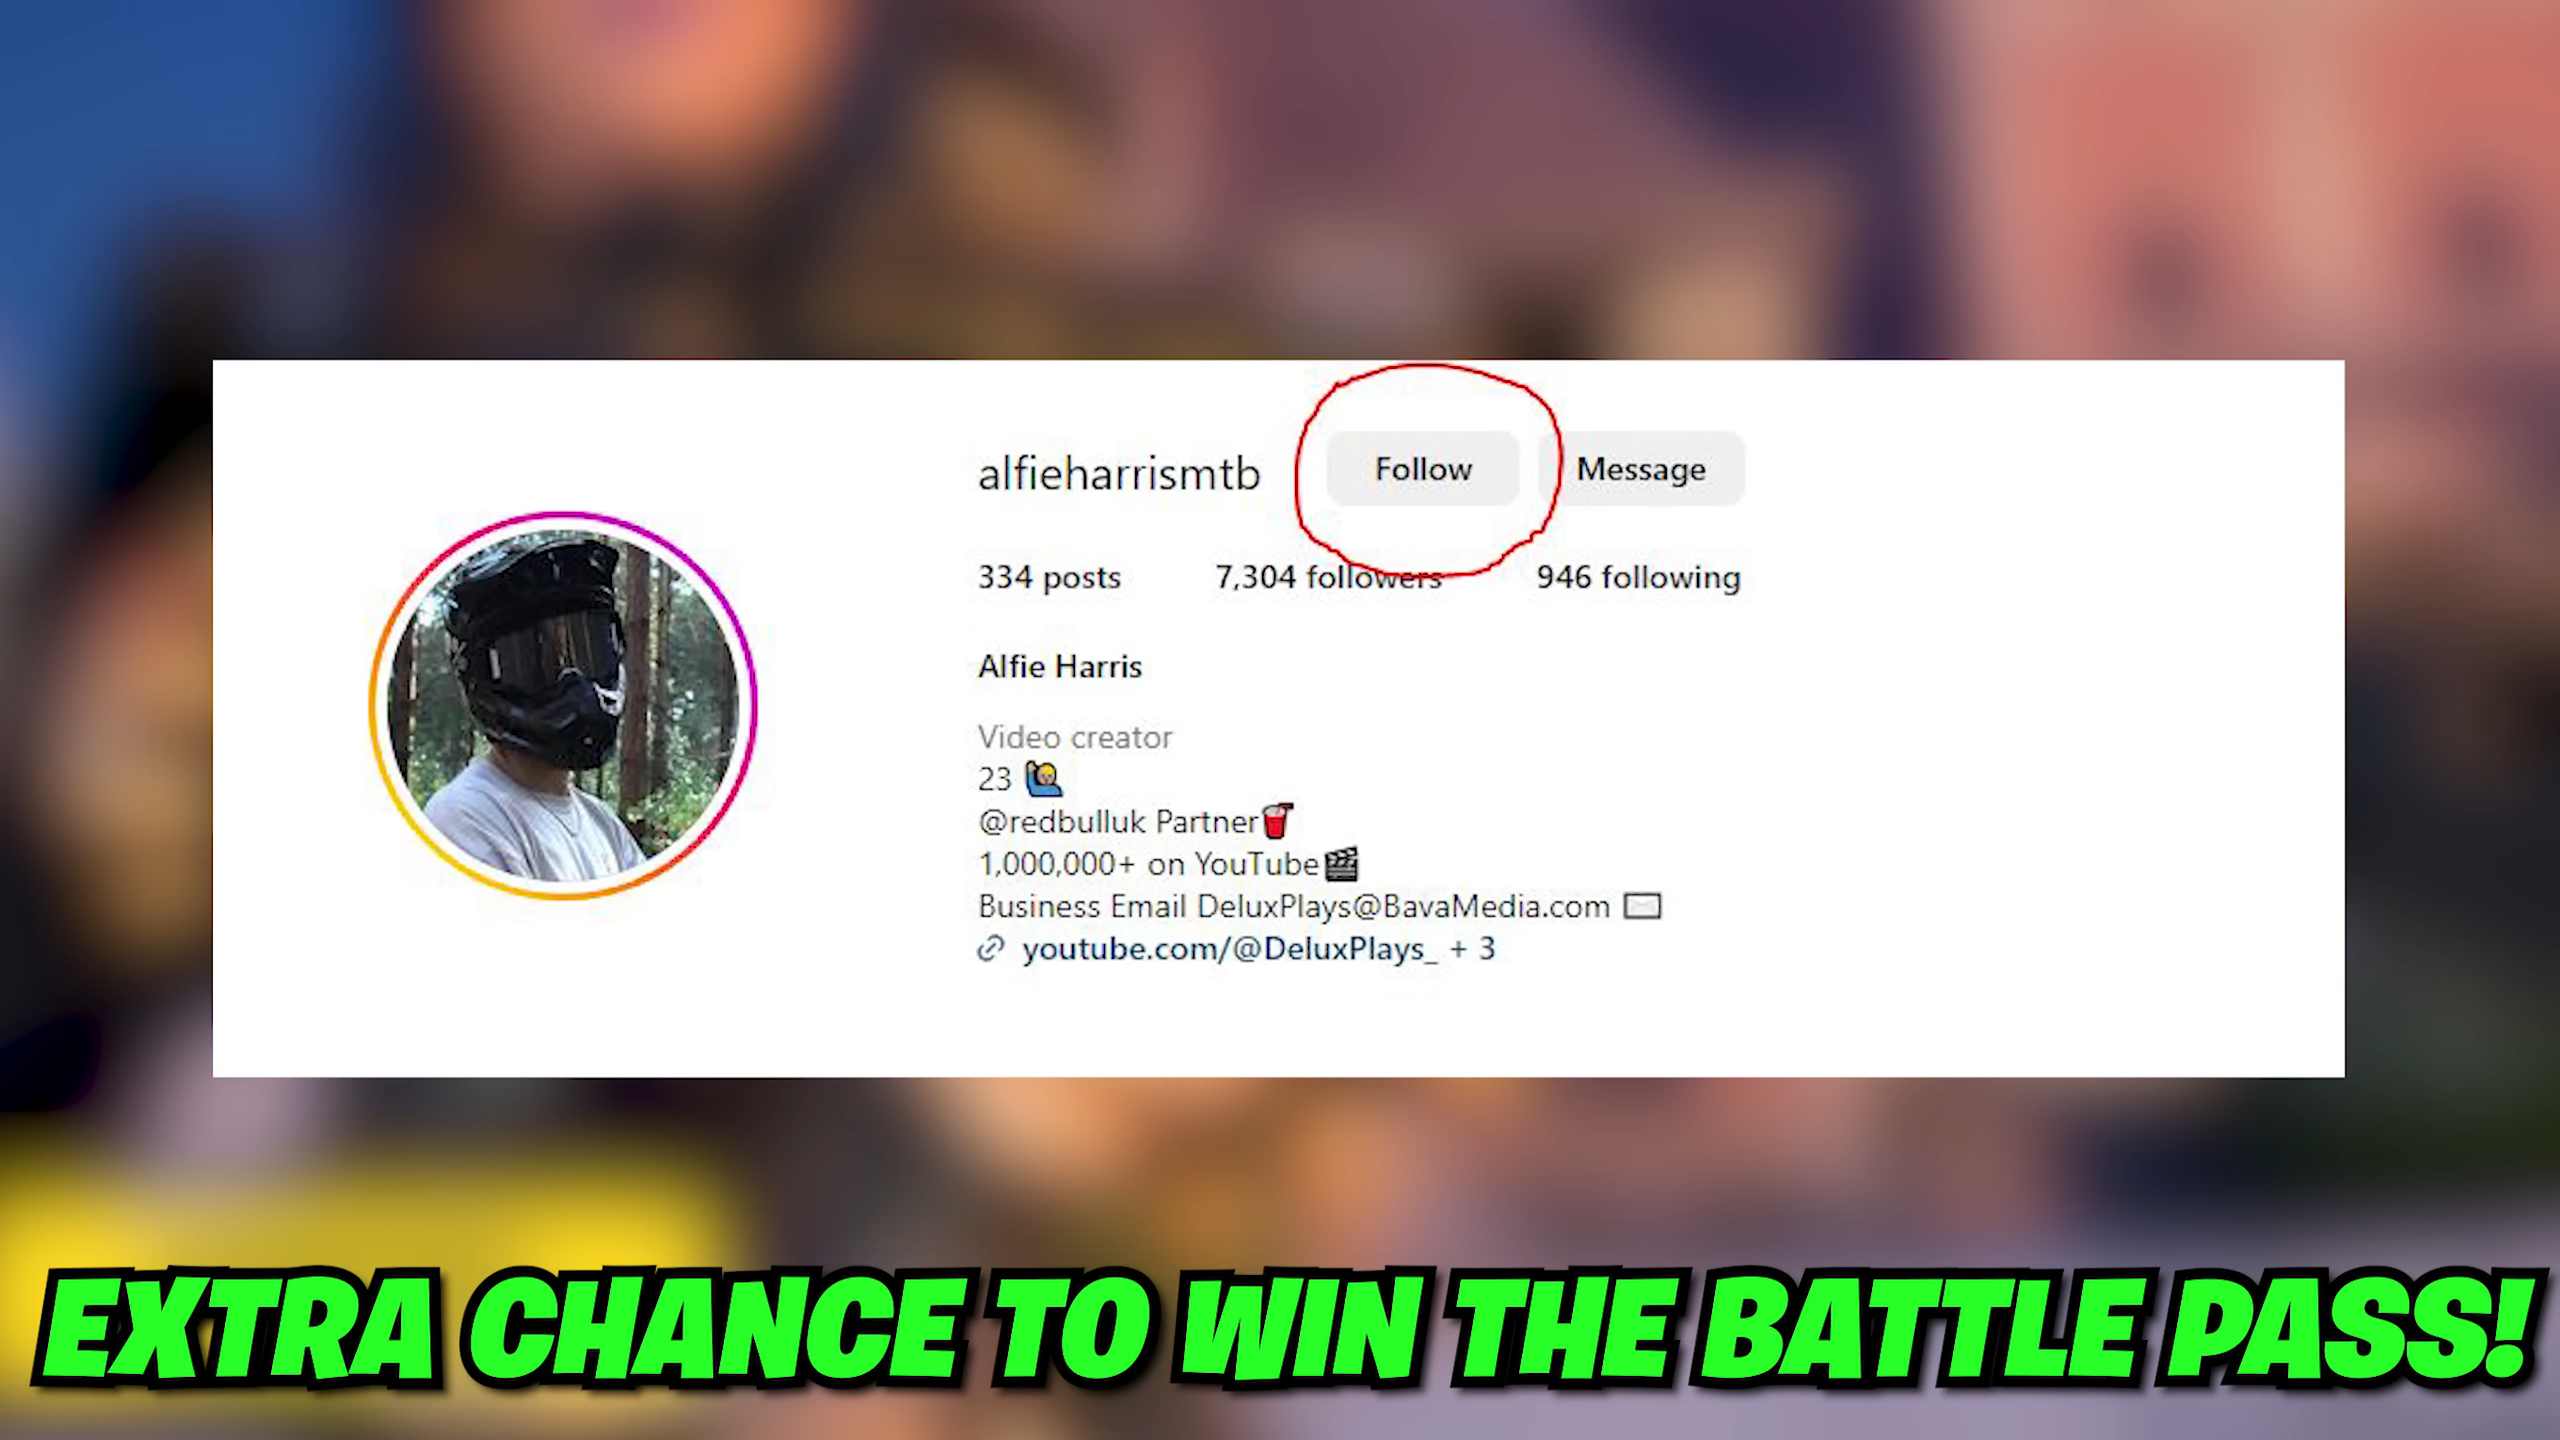 alfieharrismtb Follow Message
334 posts 7,304 followers 946 following
Alfie Harris
Video creator
23 🙋🏼‍♂️
@redbulluk Partner🥤
1,000,000+ on YouTube🎬
Business Email DeluxPlays@BavaMedia.com ✉️
youtube.com/@DeluxPlays_ + 3
EXTRA CHANCE TO WIN THE BATTLE PASS!